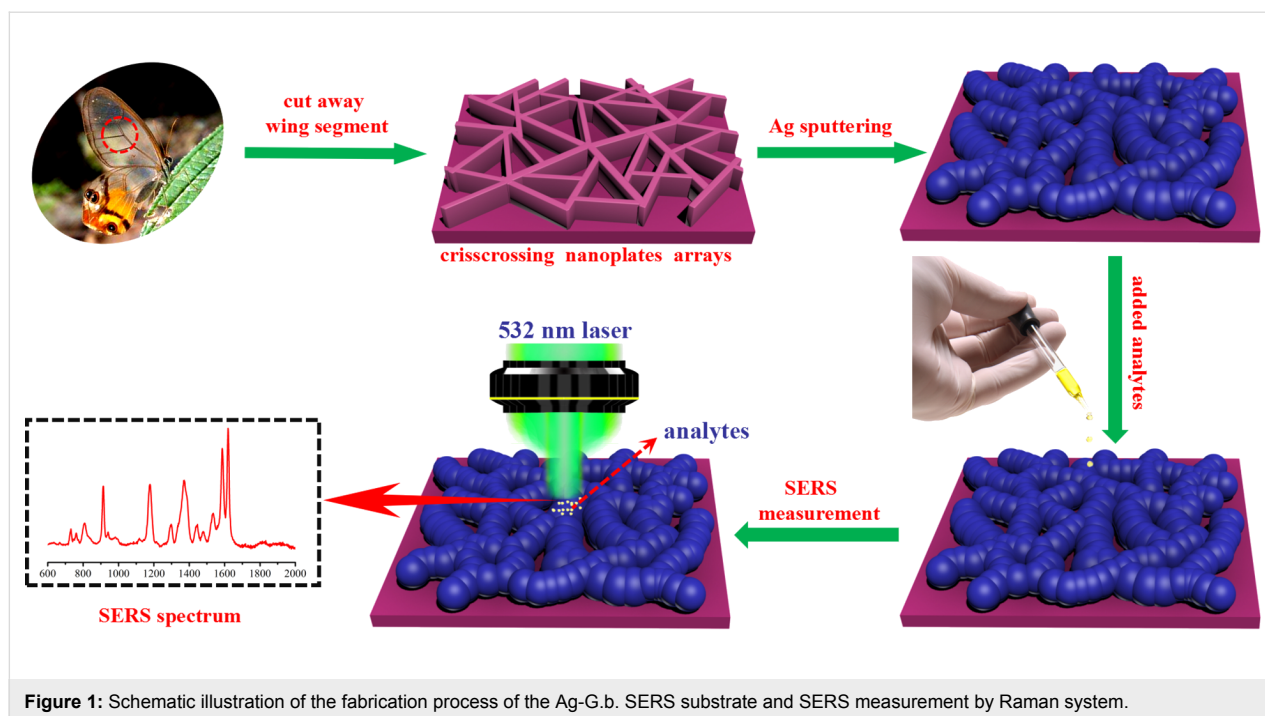 cut away
wing segment
Ag sputtering
crisscrossing nanoplates arrays
added analytes
532 nm laser
analytes
SERS
measurement
600 800 1000 1200 1400 1600 1800 2000
SERS spectrum
Figure 1: Schematic illustration of the fabrication process of the Ag-G.b. SERS substrate and SERS measurement by Raman system.